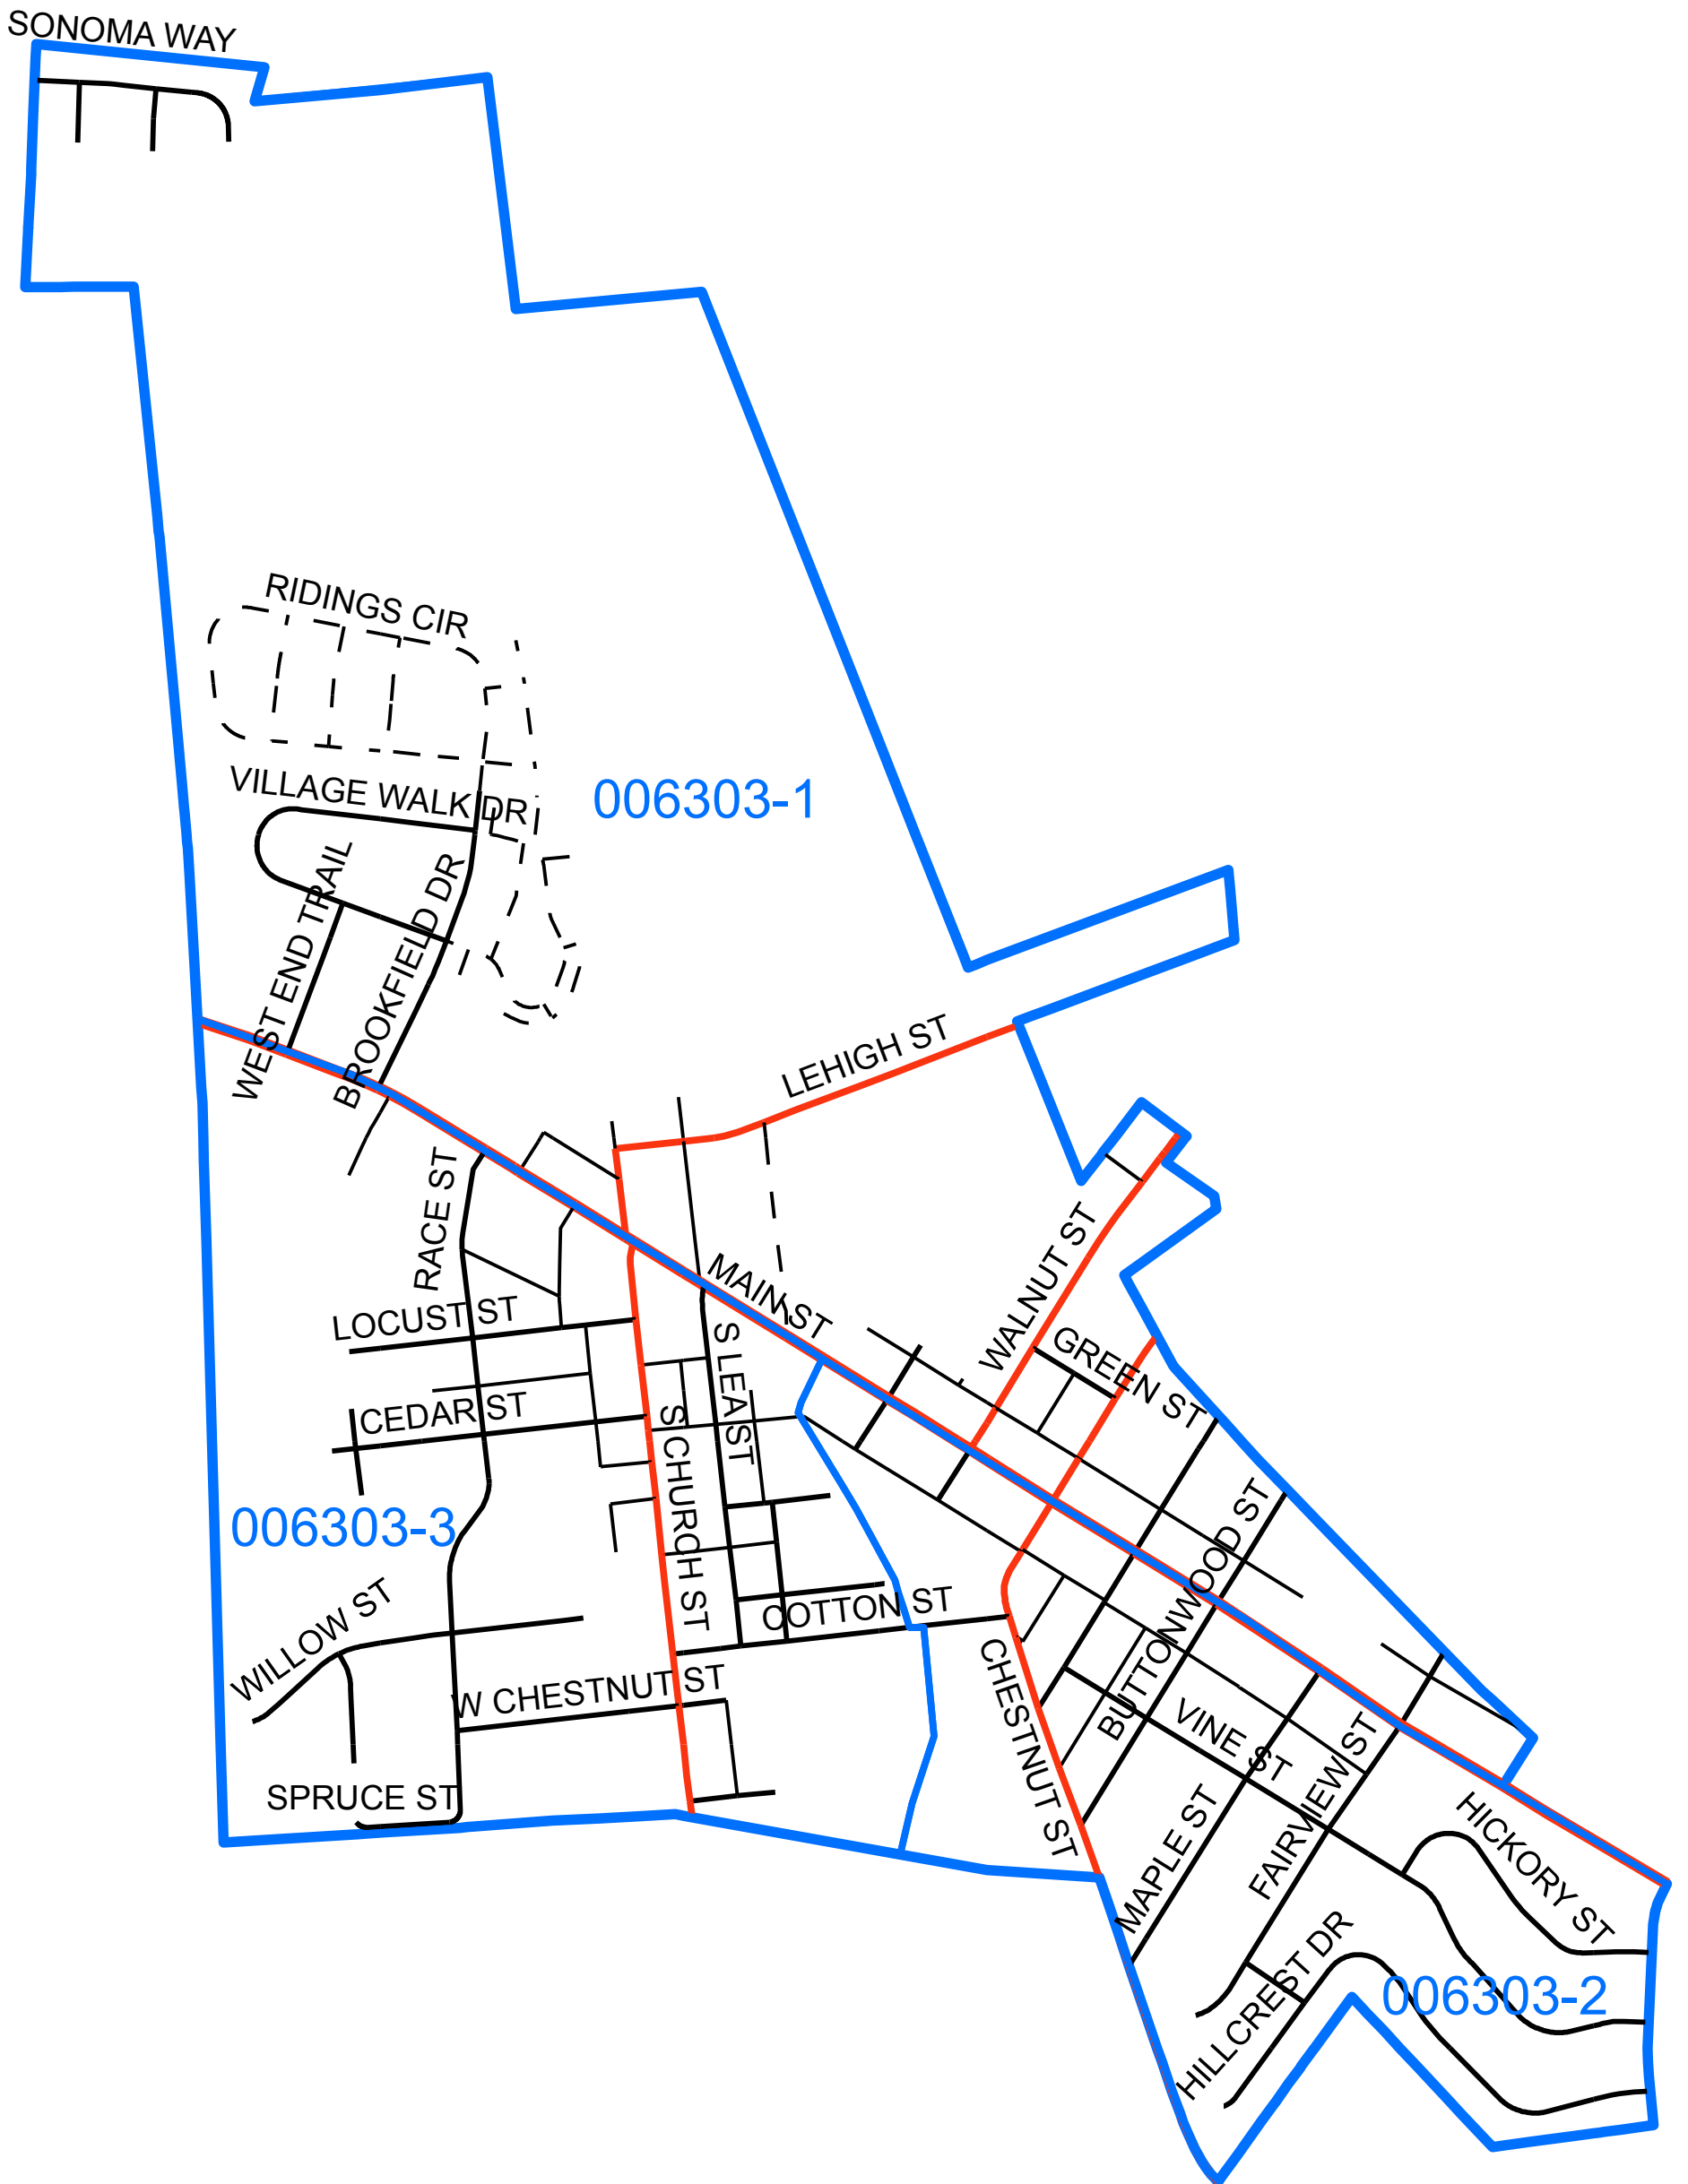 SONOMA WAY
RIDINGS CIR
VILLAGE WALK DR
006303-1
WEST END TRAIL
BROOKFIELD DR
LEHIGH ST
RACE ST
WALNUT ST
MAIN ST
LOCUST ST
GREEN ST
S LEA ST
CEDAR ST
S CHURCH ST
006303-3
BUTTONWOOD ST
WILLOW ST
COTTON ST
W CHESTNUT ST
CHESTNUT ST
VINE ST
SPRUCE ST
MAPLE ST
FAIRVIEW ST
HICKORY ST
HILLCREST DR
006303-2